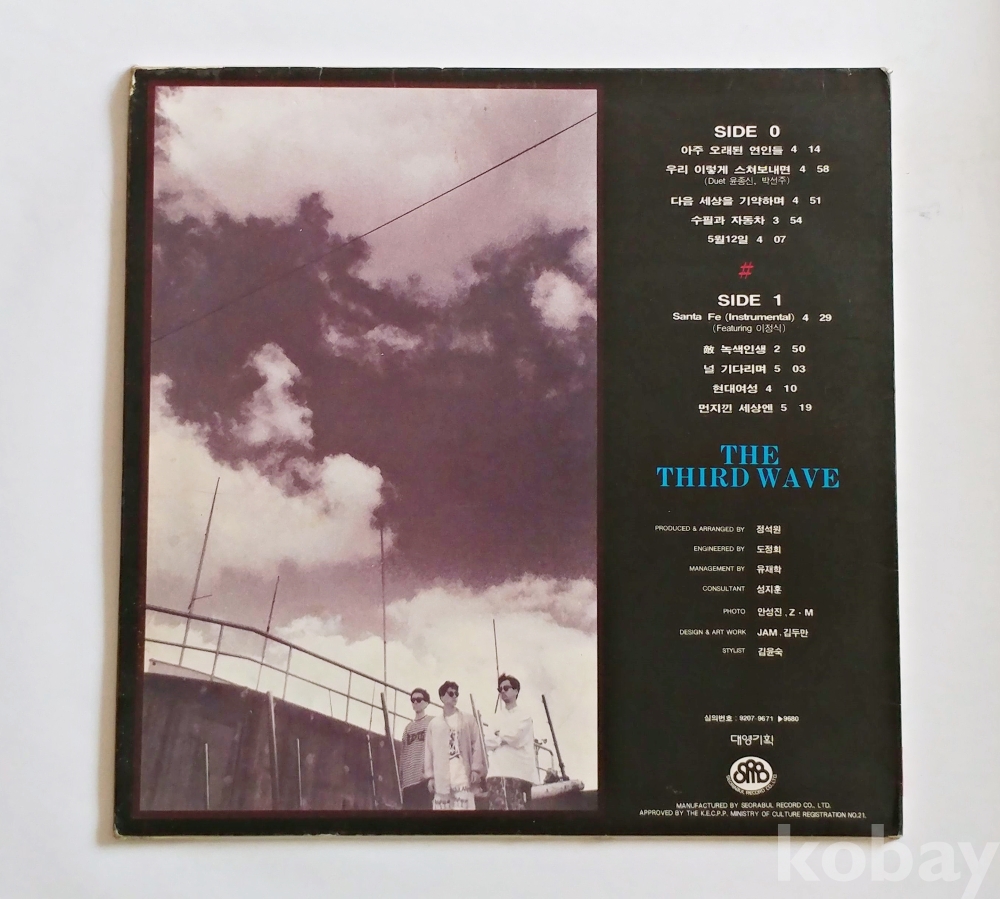 SIDE 0
아주 오래된 연인들 4 14
우리 이렇게 스쳐보내면 4 58
(Duet 윤종신, 박선주)
다음 세상을 기약하며 4 51
수필과 자동차 3 54
5월12일 4 07
#
SIDE 1
Santa Fe (Instrumental) 4 29
(Featuring 이정식)
敵 녹색인생 2 50
널 기다리며 5 03
현대여성 4 10
먼지낀 세상엔 5 19
THE
THIRD WAVE
PRODUCED & ARRANGED BY 정석원
ENGINEERED BY 도정회
MANAGEMENT BY 유재학
CONSULTANT 성지훈
PHOTO 안성진, Z·M
DESIGN & ART WORK JAM, 김두만
STYLIST 김윤숙
심의번호 : 9207-9671 ▶9680
대영기획
SRB
SEORABUL RECORD CO., LTD.
MANUFACTURED BY SEORABUL RECORD CO., LTD.
APPROVED BY THE K.E.C.P.P. MINISTRY OF CULTURE REGISTRATION NO.21.
kobay